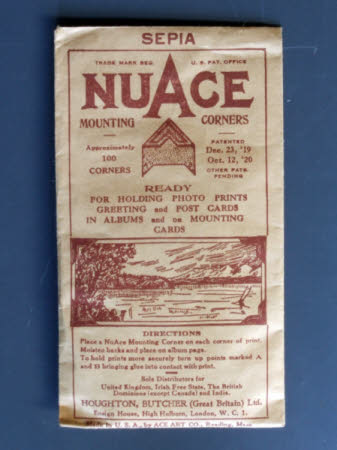 SEPIA
TRADE MARK REG. U. S. PAT. OFFICE
NUACE
MOUNTING CORNERS
Approximately
100
CORNERS
PATENTED
Dec. 23, '19
Oct. 12, '20
OTHER PATS.
PENDING
READY
FOR HOLDING PHOTO PRINTS
GREETING and POST CARDS
IN ALBUMS and on MOUNTING
CARDS
DIRECTIONS
Place a NoAce Mounting Corner on each corner of print.
Moisten backs and place on album page.
To hold prints more securely turn up points marked A
and B bringing glue into contact with print.
Sole Distributors for
United Kingdom, Irish Free State, The British
Dominions (except Canada) and India.
HOUGHTON, BUTCHER (Great Britain) Ltd.
Ensign House, High Holborn, London, W. C. 1.
Made in U. S. A., by ACE ART CO., Reading, Mass